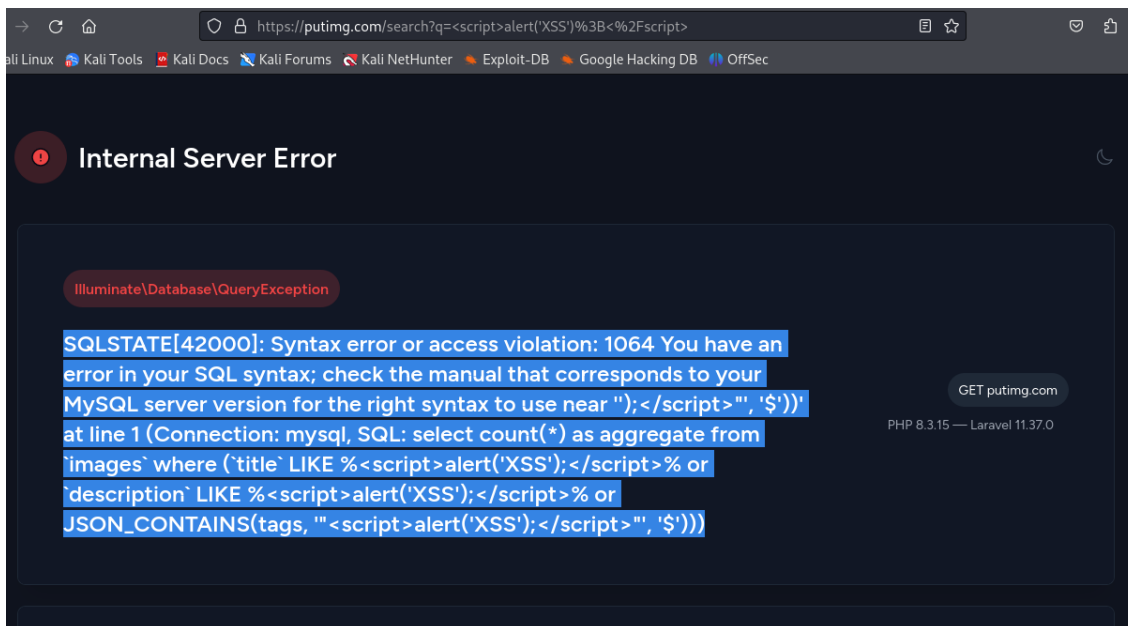 https://putimg.com/search?q=<script>alert('XSS')%3B<%2Fscript>
ali Linux Kali Tools Kali Docs Kali Forums Kali NetHunter Exploit-DB Google Hacking DB OffSec
Internal Server Error
Illuminate\Database\QueryException
SQLSTATE[42000]: Syntax error or access violation: 1064 You have an
error in your SQL syntax; check the manual that corresponds to your
MySQL server version for the right syntax to use near '');</script>"', '$'))'
at line 1 (Connection: mysql, SQL: select count(*) as aggregate from
`images` where (`title` LIKE %<script>alert('XSS');</script>% or
`description` LIKE %<script>alert('XSS');</script>% or
JSON_CONTAINS(tags, '"<script>alert('XSS');</script>"', '$')))
GET putimg.com
PHP 8.3.15 — Laravel 11.37.0